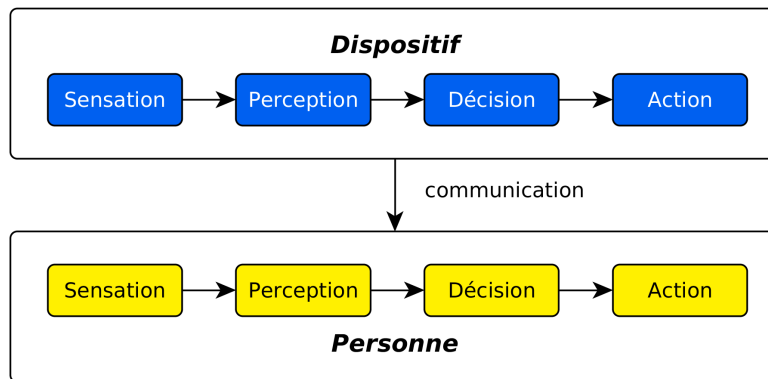 Dispositif
Sensation Perception Décision Action
communication
Sensation Perception Décision Action
Personne